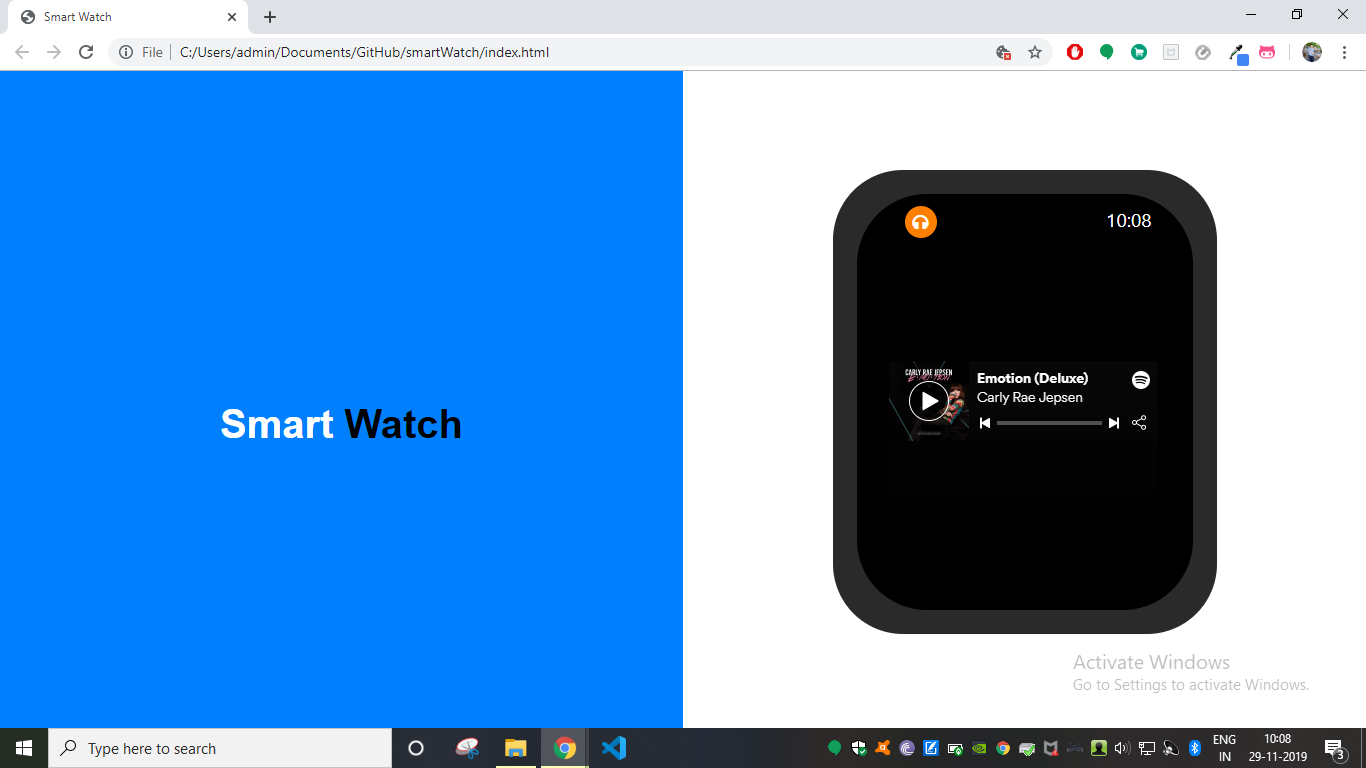 Smart Watch
File
C:/Users/admin/Documents/GitHub/smartWatch/index.html
Smart Watch
10:08
CARLY RAE JEPSEN
E·MO·TION
Emotion (Deluxe)
Carly Rae Jepsen
Activate Windows
Go to Settings to activate Windows.
Type here to search
ENG
IN
10:08
29-11-2019
3